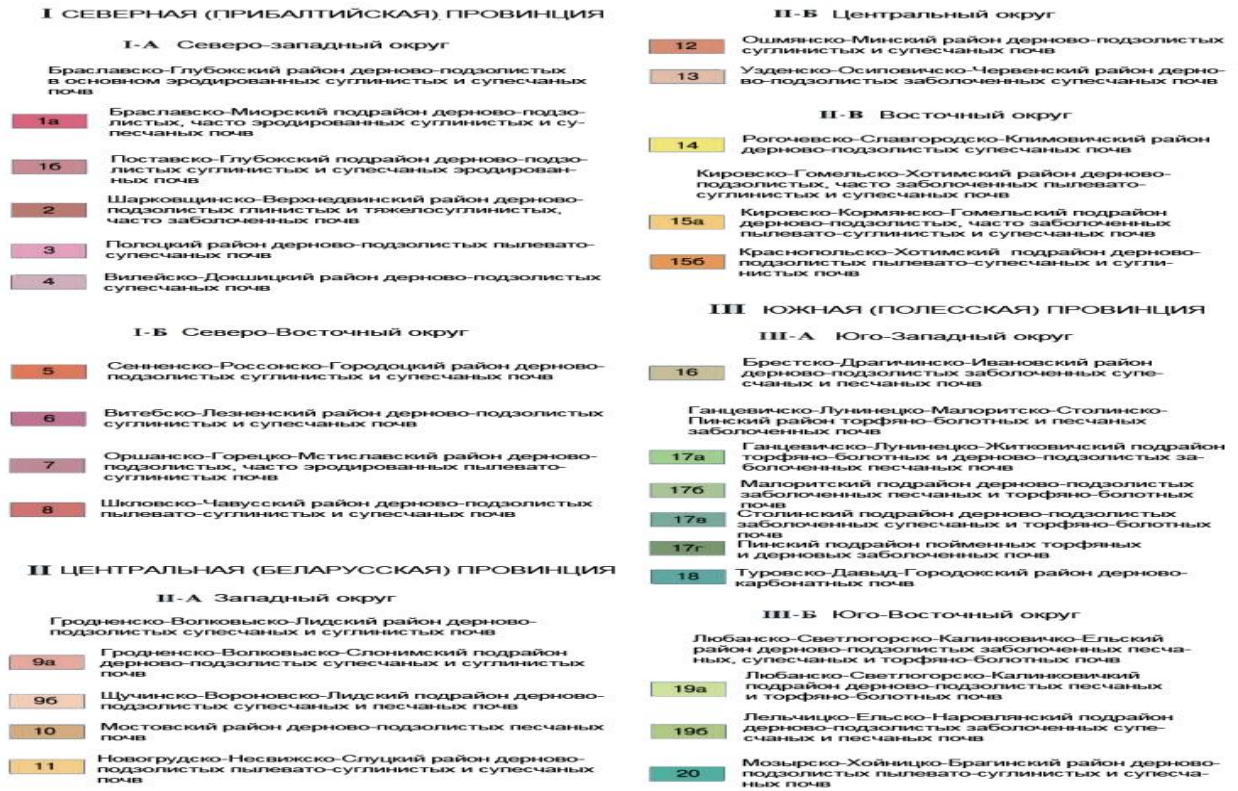 I СЕВЕРНАЯ (ПРИБАЛТИЙСКАЯ) ПРОВИНЦИЯ
I-А Северо-западный округ
Браславско-Глубокский район дерново-подзолистых
в основном эродированных суглинистых и супесчаных
почв
1а Браславско-Миорский подрайон дерново-подзо-
листых, часто эродированных суглинистых и су-
песчаных почв
1б Поставско-Глубокский подрайон дерново-подзо-
листых суглинистых и супесчаных эродирован-
ных почв
2 Шарковщинско-Верхнедвинский район дерново-
подзолистых глинистых и тяжелосуглинистых,
часто заболоченных почв
3 Полоцкий район дерново-подзолистых пылевато-
супесчаных почв
4 Вилейско-Докшицкий район дерново-подзолистых
супесчаных почв
I-Б Северо-Восточный округ
5 Сенненско-Россонско-Городоцкий район дерново-
подзолистых суглинистых и супесчаных почв
6 Витебско-Лезненский район дерново-подзолистых
суглинистых и супесчаных почв
7 Оршанско-Горецко-Мстиславский район дерново-
подзолистых, часто эродированных пылевато-
суглинистых почв
8 Шкловско-Чавусский район дерново-подзолистых
пылевато-суглинистых и супесчаных почв
II ЦЕНТРАЛЬНАЯ (БЕЛАРУССКАЯ) ПРОВИНЦИЯ
II-А Западный округ
Гродненско-Волковыско-Лидский район дерново-
подзолистых супесчаных и суглинистых почв
9а Гродненско-Волковыско-Слонимский подрайон
дерново-подзолистых супесчаных и суглинистых
почв
9б Щучинско-Вороновско-Лидский подрайон дерново-
подзолистых супесчаных и песчаных почв
10 Мостовский район дерново-подзолистых песчаных
почв
11 Новогрудско-Несвижско-Слуцкий район дерново-
подзолистых пылевато-суглинистых и супесчаных
почв
II-Б Центральный округ
12 Ошмянско-Минский район дерново-подзолистых
суглинистых и супесчаных почв
13 Узденско-Осиповичско-Червенский район дерно-
во-подзолистых заболоченных супесчаных почв
II-В Восточный округ
14 Рогочевско-Славгородско-Климовичский район
дерново-подзолистых супесчаных почв
Кировско-Гомельско-Хотимский район дерново-
подзолистых, часто заболоченных пылевато-
суглинистых и супесчаных почв
15а Кировско-Кормянско-Гомельский подрайон
дерново-подзолистых, часто заболоченных
пылевато-суглинистых и супесчаных почв
15б Краснопольско-Хотимский подрайон дерново-
подзолистых пылевато-супесчаных и сугли-
нистых почв
III ЮЖНАЯ (ПОЛЕССКАЯ) ПРОВИНЦИЯ
III-А Юго-Западный округ
16 Брестско-Драгичинско-Ивановский район
дерново-подзолистых заболоченных супе-
счаных и песчаных почв
Ганцевичско-Лунинецко-Малоритско-Столинско-
Пинский район торфяно-болотных и песчаных
заболоченных почв
17а Ганцевичско-Лунинецко-Житковичский подрайон
торфяно-болотных и дерново-подзолистых за-
болоченных песчаных почв
17б Малоритский подрайон дерново-подзолистых
заболоченных песчаных и торфяно-болотных
почв
17в Столинский подрайон дерново-подзолистых
заболоченных супесчаных и торфяно-болотных
почв
17г Пинский подрайон пойменных торфяных
и дерновых заболоченных почв
18 Туровско-Давыд-Городокский район дерново-
карбонатных почв
III-Б Юго-Восточный округ
Любанско-Светлогорско-Калинковичко-Ельский
район дерново-подзолистых заболоченных песча-
ных, супесчаных и торфяно-болотных почв
19а Любанско-Светлогорско-Калинковичкий
подрайон дерново-подзолистых песчаных
и торфяно-болотных почв
19б Лельчицко-Ельско-Наровлянский подрайон
дерново-подзолистых заболоченных супе-
счаных и песчаных почв
20 Мозырско-Хойницко-Брагинский район дерново-
подзолистых пылевато-суглинистых и супесча-
ных почв